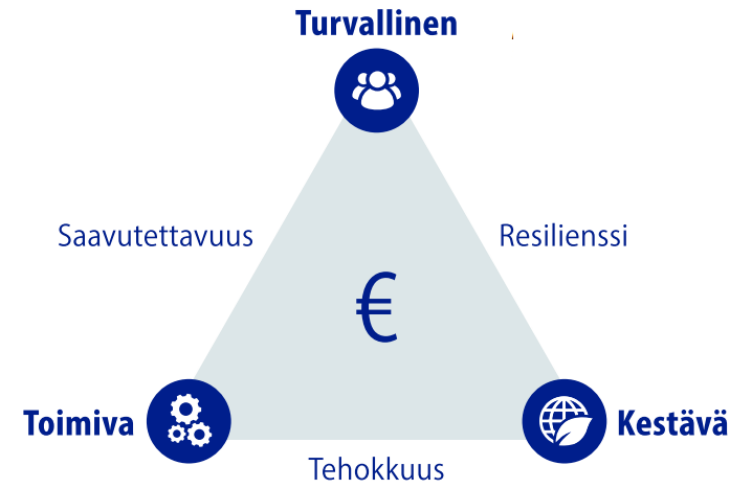 Turvallinen
Saavutettavuus
Resilienssi
€
Toimiva
Kestävä
Tehokkuus